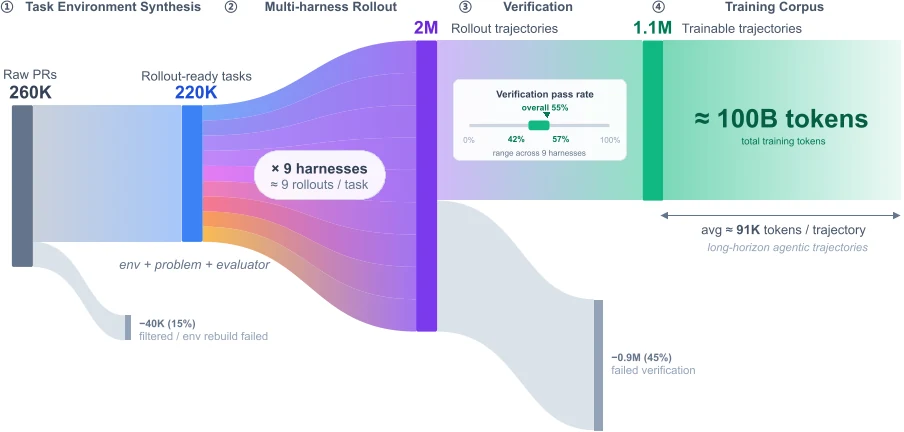 ① Task Environment Synthesis
② Multi-harness Rollout
③ Verification
④ Training Corpus
Raw PRs
260K
Rollout-ready tasks
220K
2M Rollout trajectories
1.1M Trainable trajectories
× 9 harnesses
≈ 9 rollouts / task
env + problem + evaluator
−40K (15%)
filtered / env rebuild failed
Verification pass rate
overall 55%
0%
42%
57%
100%
range across 9 harnesses
−0.9M (45%)
failed verification
≈ 100B tokens
total training tokens
avg ≈ 91K tokens / trajectory
long-horizon agentic trajectories